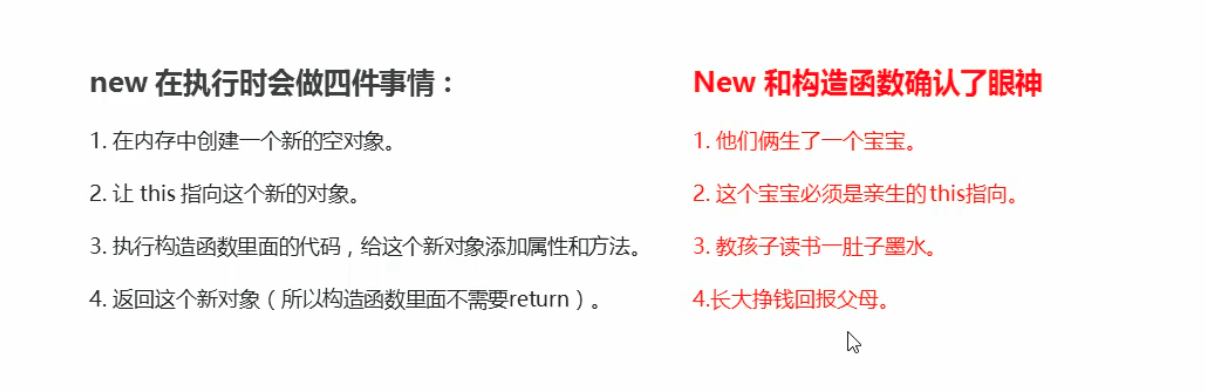 new 在执行时会做四件事情：
1. 在内存中创建一个新的空对象。
2. 让 this 指向这个新的对象。
3. 执行构造函数里面的代码，给这个新对象添加属性和方法。
4. 返回这个新对象（所以构造函数里面不需要return）。
New 和构造函数确认了眼神
1. 他们俩生了一个宝宝。
2. 这个宝宝必须是亲生的this指向。
3. 教孩子读书一肚子墨水。
4.长大挣钱回报父母。